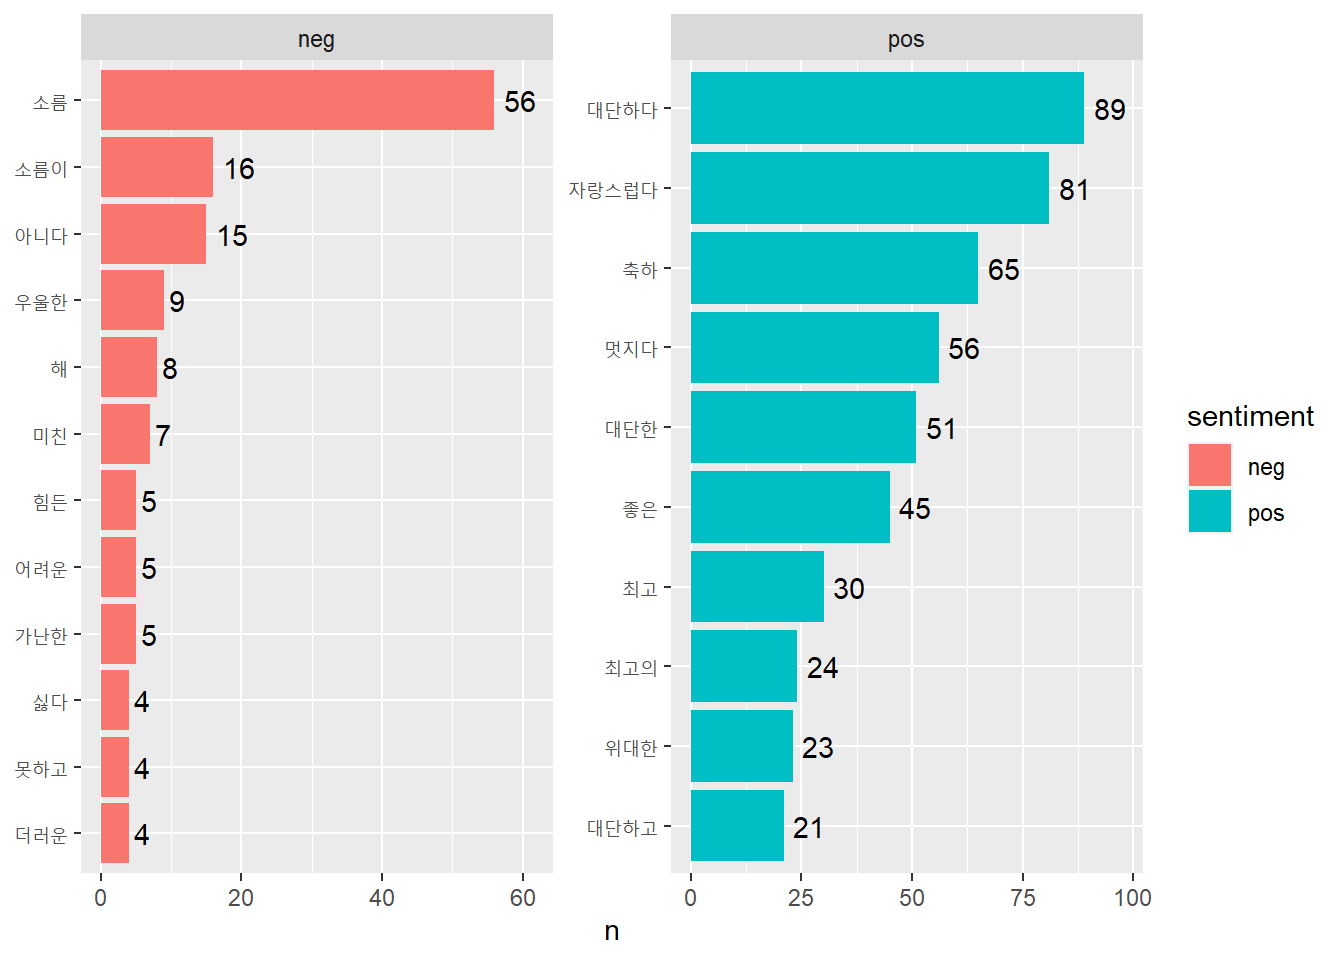 neg
소름 56
소름이 16
아니다 15
우울한 9
해 8
미친 7
힘든 5
어려운 5
가난한 5
싫다 4
못하고 4
더러운 4
0 20 40 60
pos
대단하다 89
자랑스럽다 81
축하 65
멋지다 56
대단한 51
좋은 45
최고 30
최고의 24
위대한 23
대단하고 21
0 25 50 75 100
n
sentiment
neg
pos